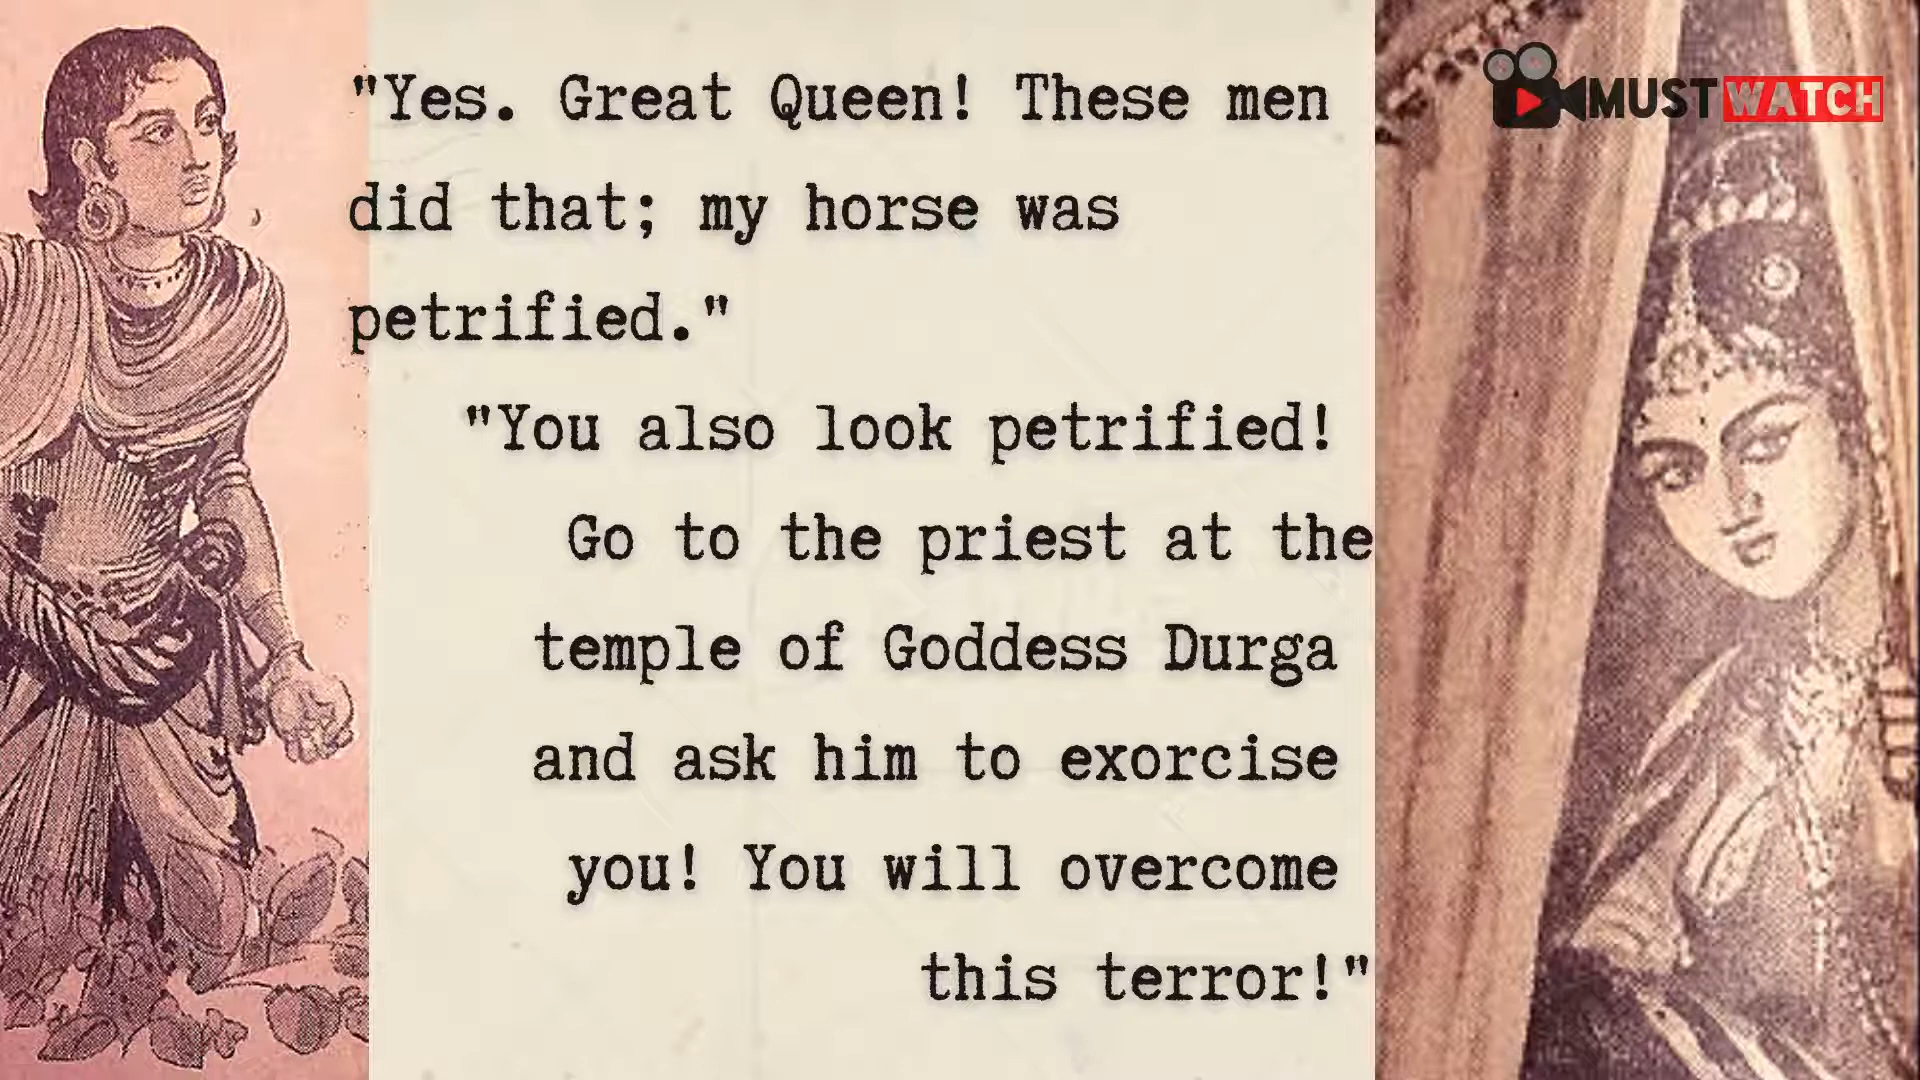 "Yes. Great Queen! These men
did that; my horse was
petrified."
"You also look petrified!
Go to the priest at the
temple of Goddess Durga
and ask him to exorcise
you! You will overcome
this terror!"
MUST WATCH